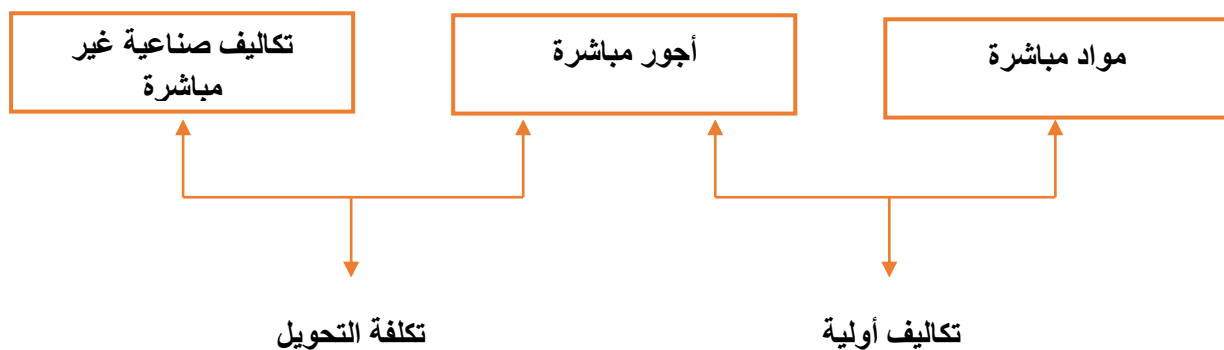 مواد مباشرة
أجور مباشرة
تكاليف صناعية غير
مباشرة
تكاليف أولية
تكلفة التحويل